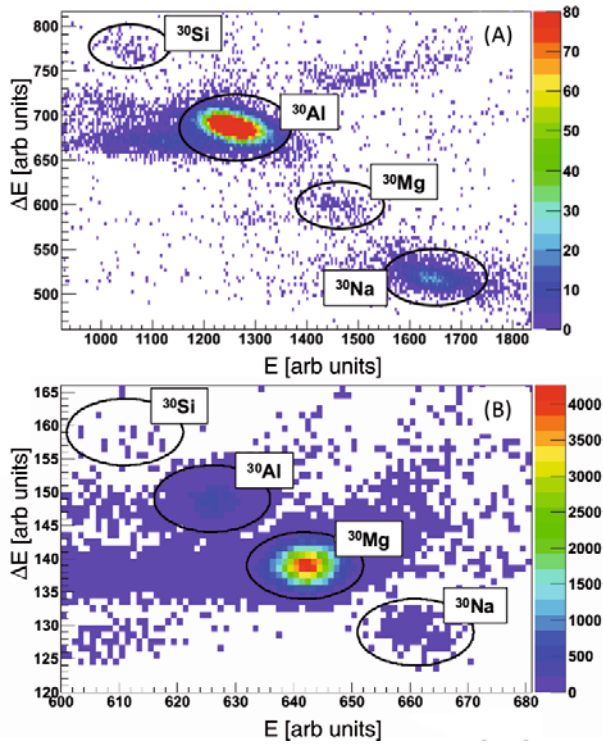 (A)
³⁰Si
³⁰Al
³⁰Mg
³⁰Na
ΔE [arb units]
800
750
700
650
600
550
500
1000 1100 1200 1300 1400 1500 1600 1700 1800
E [arb units]
80
70
60
50
40
30
20
10
0
(B)
³⁰Si
³⁰Al
³⁰Mg
³⁰Na
ΔE [arb units]
165
160
155
150
145
140
135
130
125
120
600 610 620 630 640 650 660 670 680
E [arb units]
4000
3500
3000
2500
2000
1500
1000
500
0